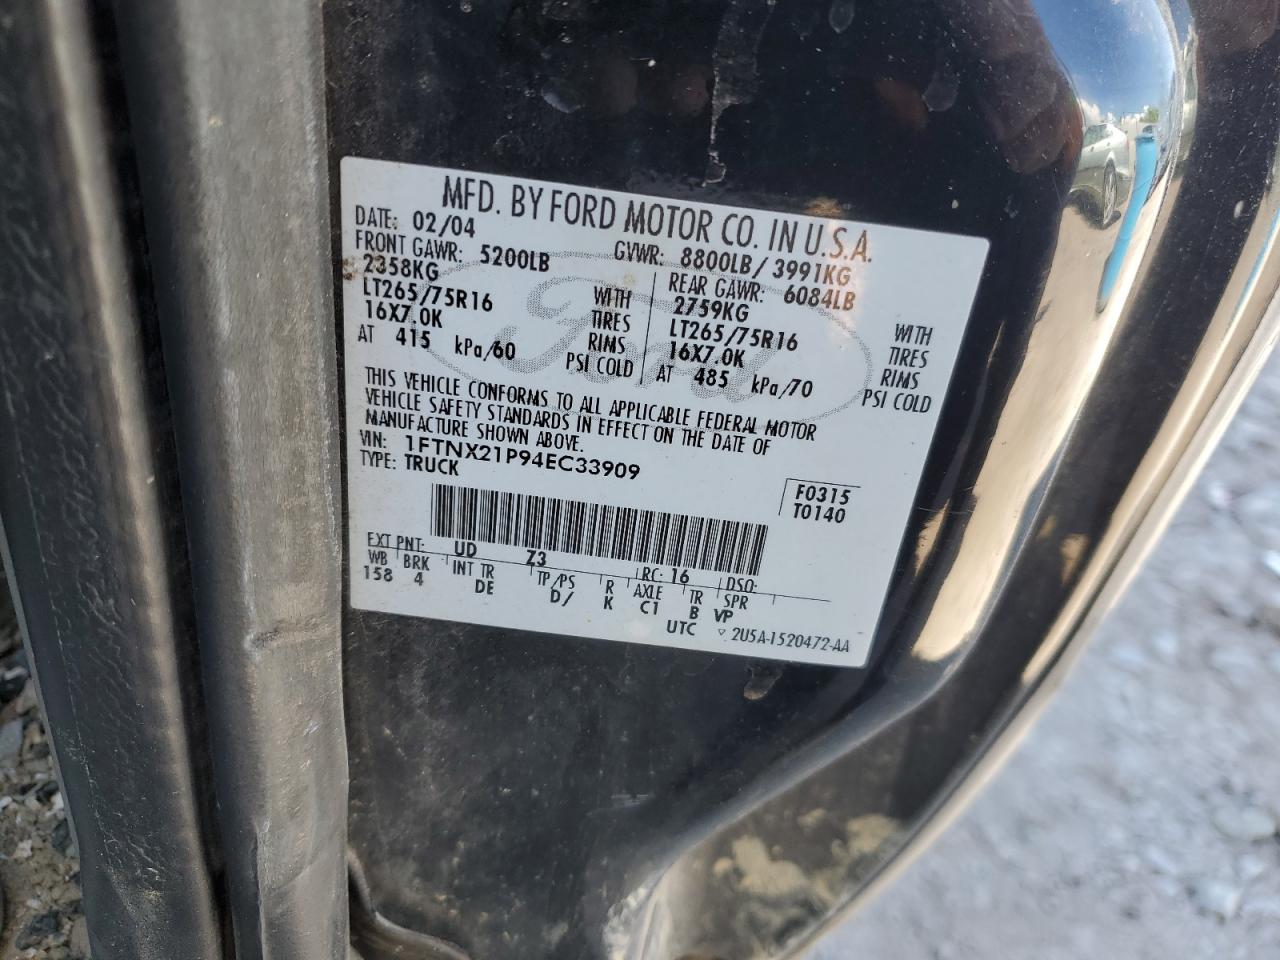 MFD. BY FORD MOTOR CO. IN U.S.A.
DATE: 02/04 GVWR: 8800LB/3991KG
FRONT GAWR: 5200LB REAR GAWR: 6084LB
2358KG WITH 2759KG WITH
LT265/75R16 TIRES LT265/75R16 TIRES
16X7.0K RIMS 16X7.0K RIMS
AT 415 kPa/60 PSI COLD AT 485 kPa/70 PSI COLD
Ford
THIS VEHICLE CONFORMS TO ALL APPLICABLE FEDERAL MOTOR
VEHICLE SAFETY STANDARDS IN EFFECT ON THE DATE OF
MANUFACTURE SHOWN ABOVE.
VIN: 1FTNX21P94EC33909
TYPE: TRUCK
F0315
T0140
EXT PNT: UD Z3 RC: 16 DSO:
WB BRK INT TR TP/PS R AXLE TR SPR
158 4 DE D/ K C1 B VP
UTC ▽ 2U5A-1520472-AA